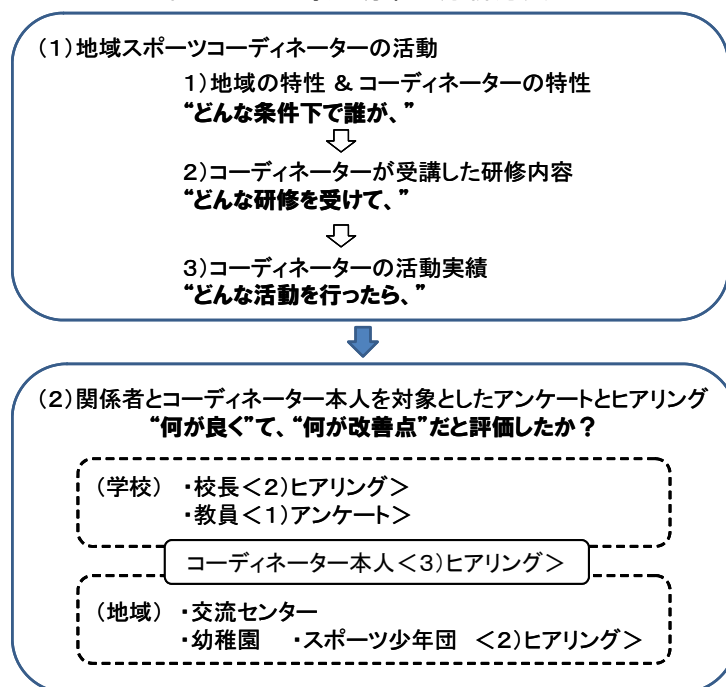 (1)地域スポーツコーディネーターの活動
1)地域の特性 & コーディネーターの特性
“どんな条件下で誰が、”
2)コーディネーターが受講した研修内容
“どんな研修を受けて、”
3)コーディネーターの活動実績
“どんな活動を行ったら、”
(2)関係者とコーディネーター本人を対象としたアンケートとヒアリング
“何が良く”て、“何が改善点”だと評価したか？
(学校) ・校長＜2)ヒアリング＞
・教員＜1)アンケート＞
コーディネーター本人＜3)ヒアリング＞
(地域) ・交流センター
・幼稚園 ・スポーツ少年団 ＜2)ヒアリング＞